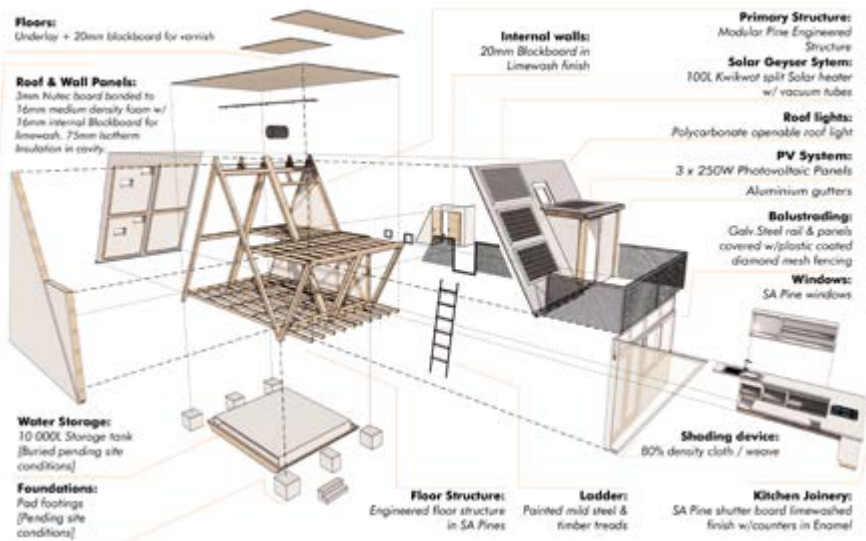 Floors:
Underlay + 20mm blockboard for varnish
Roof & Wall Panels:
3mm Nutec board bonded to
16mm medium density foam w/
16mm internal Blockboard for
limewash. 75mm Isotherm
Insulation in cavity.
Internal walls:
20mm Blockboard in
Limewash finish
Primary Structure:
Modular Pine Engineered
Structure
Solar Geyser Sytem:
100L Kwikwot split Solar heater
w/ vacuum tubes
Roof lights:
Polycarbonate openable roof light
PV System:
3 x 250W Photovoltaic Panels
Aluminium gutters
Balustrading:
Galv.Steel rail & panels
covered w/plastic coated
diamond mesh fencing
Windows:
SA Pine windows
Water Storage:
10 000L Storage tank
[Buried pending site
conditions]
Foundations:
Pad footings
[Pending site
conditions]
Floor Structure:
Engineered floor structure
in SA Pines
Ladder:
Painted mild steel &
timber treads
Shading device:
80% density cloth / weave
Kitchen Joinery:
SA Pine shutter board limewashed
finish w/counters in Enamel